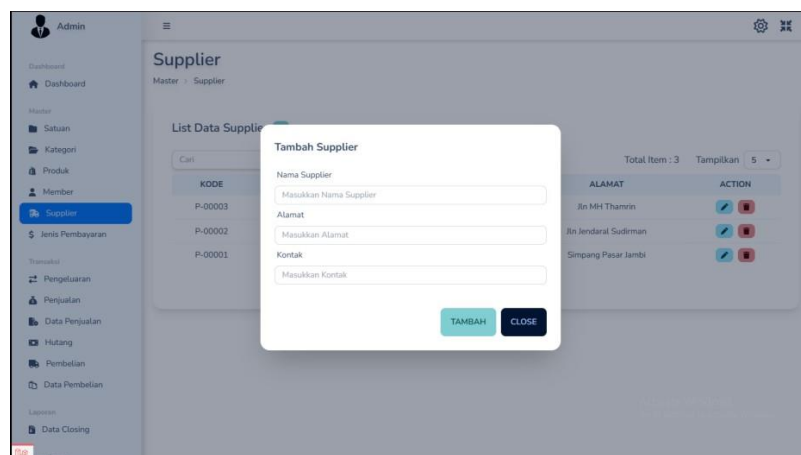 Admin
Dashboard
Dashboard
Master
Satuan
Kategori
Produk
Member
Supplier
Jenis Pembayaran
Transaksi
Pengeluaran
Penjualan
Data Penjualan
Hutang
Pembelian
Data Pembelian
Laporan
Data Closing
Supplier
Master > Supplier
List Data Supplie
Cari
Total Item : 3 Tampilkan 5
KODE ALAMAT ACTION
P-00003 Jln MH Thamrin
P-00002 Jln Jendaral Sudirman
P-00001 Simpang Pasar Jambi
Tambah Supplier
Nama Supplier
Masukkan Nama Supplier
Alamat
Masukkan Alamat
Kontak
Masukkan Kontak
TAMBAH CLOSE